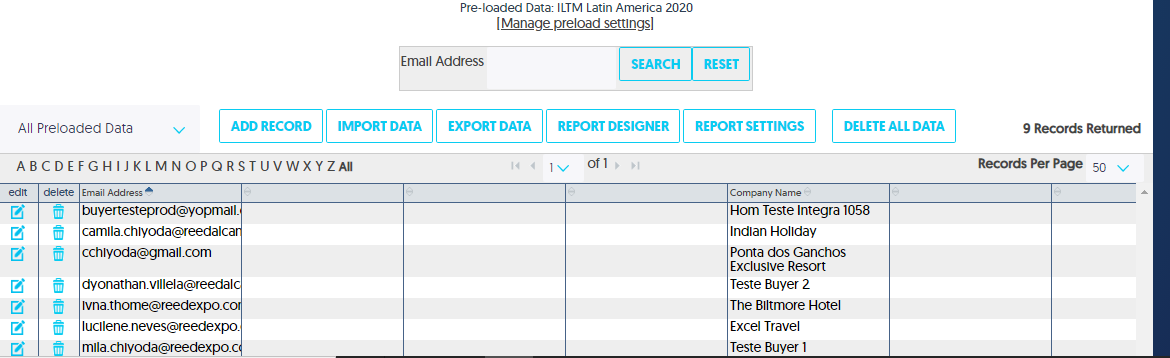 Pre-loaded Data: ILTM Latin America 2020
[Manage preload settings]
Email Address SEARCH RESET
All Preloaded Data ADD RECORD IMPORT DATA EXPORT DATA REPORT DESIGNER REPORT SETTINGS DELETE ALL DATA 9 Records Returned
A B C D E F G H I J K L M N O P Q R S T U V W X Y Z All 1 of 1 Records Per Page 50
edit delete Email Address Company Name
buyertesteprod@yopmail. Hom Teste Integra 1058
camila.chiyoda@reedalcan Indian Holiday
cchiyoda@gmail.com Ponta dos Ganchos
Exclusive Resort
dyonathan.villela@reedalc Teste Buyer 2
ivna.thome@reedexpo.cor The Biltmore Hotel
lucilene.neves@reedexpo. Excel Travel
mila.chiyoda@reedexpo.cc Teste Buyer 1